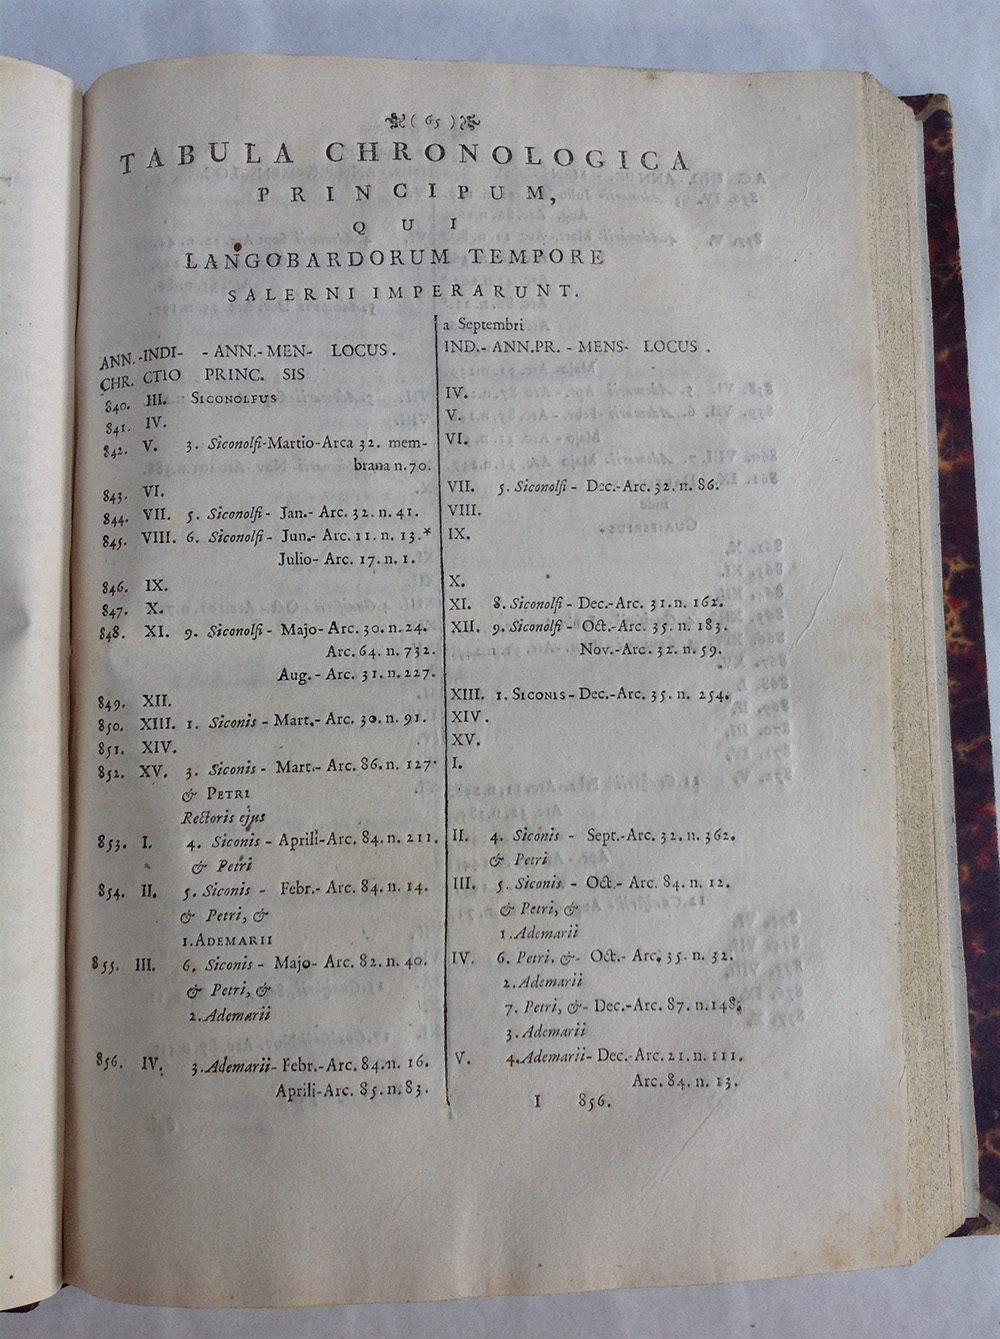 ( 65 )
TABULA CHRONOLOGICA
PRINCIPUM,
QUI
LANGOBARDORUM TEMPORE
SALERNI IMPERARUNT.
ANN.-INDI- - ANN.-MEN- LOCUS.
CHR. CTIO PRINC. SIS
840. III. SICONOLFUS
841. IV.
842. V. 3. Siconolfi-Martio-Arca 32. mem-
brana n.70.
843. VI.
844. VII. 5. Siconolfi - Jan.- Arc. 32. n. 41.
845. VIII. 6. Siconolfi - Jun.- Arc. 11. n. 13.*
Julio- Arc. 17. n. 1.
846. IX.
847. X.
848. XI. 9. Siconolfi - Majo- Arc. 30. n. 24.
Arc. 64. n. 732.
Aug. - Arc. 31. n. 227.
849. XII.
850. XIII. 1. Siconis - Mart.- Arc. 30. n. 91.
851. XIV.
852. XV. 3. Siconis - Mart.- Arc. 86. n. 127.
& PETRI
Rectoris ejus
853. I. 4. Siconis - Aprili-Arc. 84. n. 211.
& Petri
854. II. 5. Siconis - Febr.- Arc. 84. n. 14.
& Petri, &
1. ADEMARII
855. III. 6. Siconis - Majo- Arc. 82. n. 40.
& Petri, &
2. Ademarii
856. IV. 3. Ademarii- Febr.-Arc. 84. n. 16.
Aprili-Arc. 85. n. 83.
a Septembri
IND.- ANN.PR. - MENS- LOCUS.
IV.
V.
VI.
VII. 5. Siconolfi - Dec.-Arc. 32. n. 86.
VIII.
IX.
X.
XI. 8. Siconolfi - Dec.-Arc. 31. n. 162.
XII. 9. Siconolfi - Oct.- Arc. 35. n. 183.
Nov.-Arc. 32. n. 59.
XIII. 1. SICONIS - Dec.-Arc. 35. n. 254.
XIV.
XV.
I.
II. 4. Siconis - Sept.-Arc. 32. n. 362.
& Petri
III. 5. Siconis - Oct.- Arc. 84. n. 12.
& Petri, &
1. Ademarii
IV. 6. Petri, &- Oct.- Arc. 35. n. 32.
2. Ademarii
7. Petri, &- Dec.-Arc. 87. n. 148.
3. Ademarii
V. 4. Ademarii- Dec.-Arc. 21. n. 111.
Arc. 84. n. 13.
I 856.